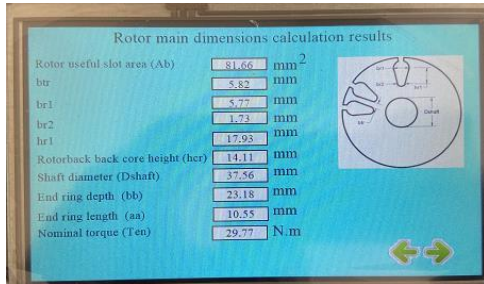 Rotor main dimensions calculation results
Rotor useful slot area (Ab) 81.66 mm2
btr 5.82 mm
br1 5.77 mm
br2 1.73 mm
hr1 17.93 mm
Rotorback back core height (hcr) 14.11 mm
Shaft diameter (Dshaft) 37.56 mm
End ring depth (bb) 23.18 mm
End ring length (aa) 10.55 mm
Nominal torque (Ten) 29.77 N.m
Dshaft